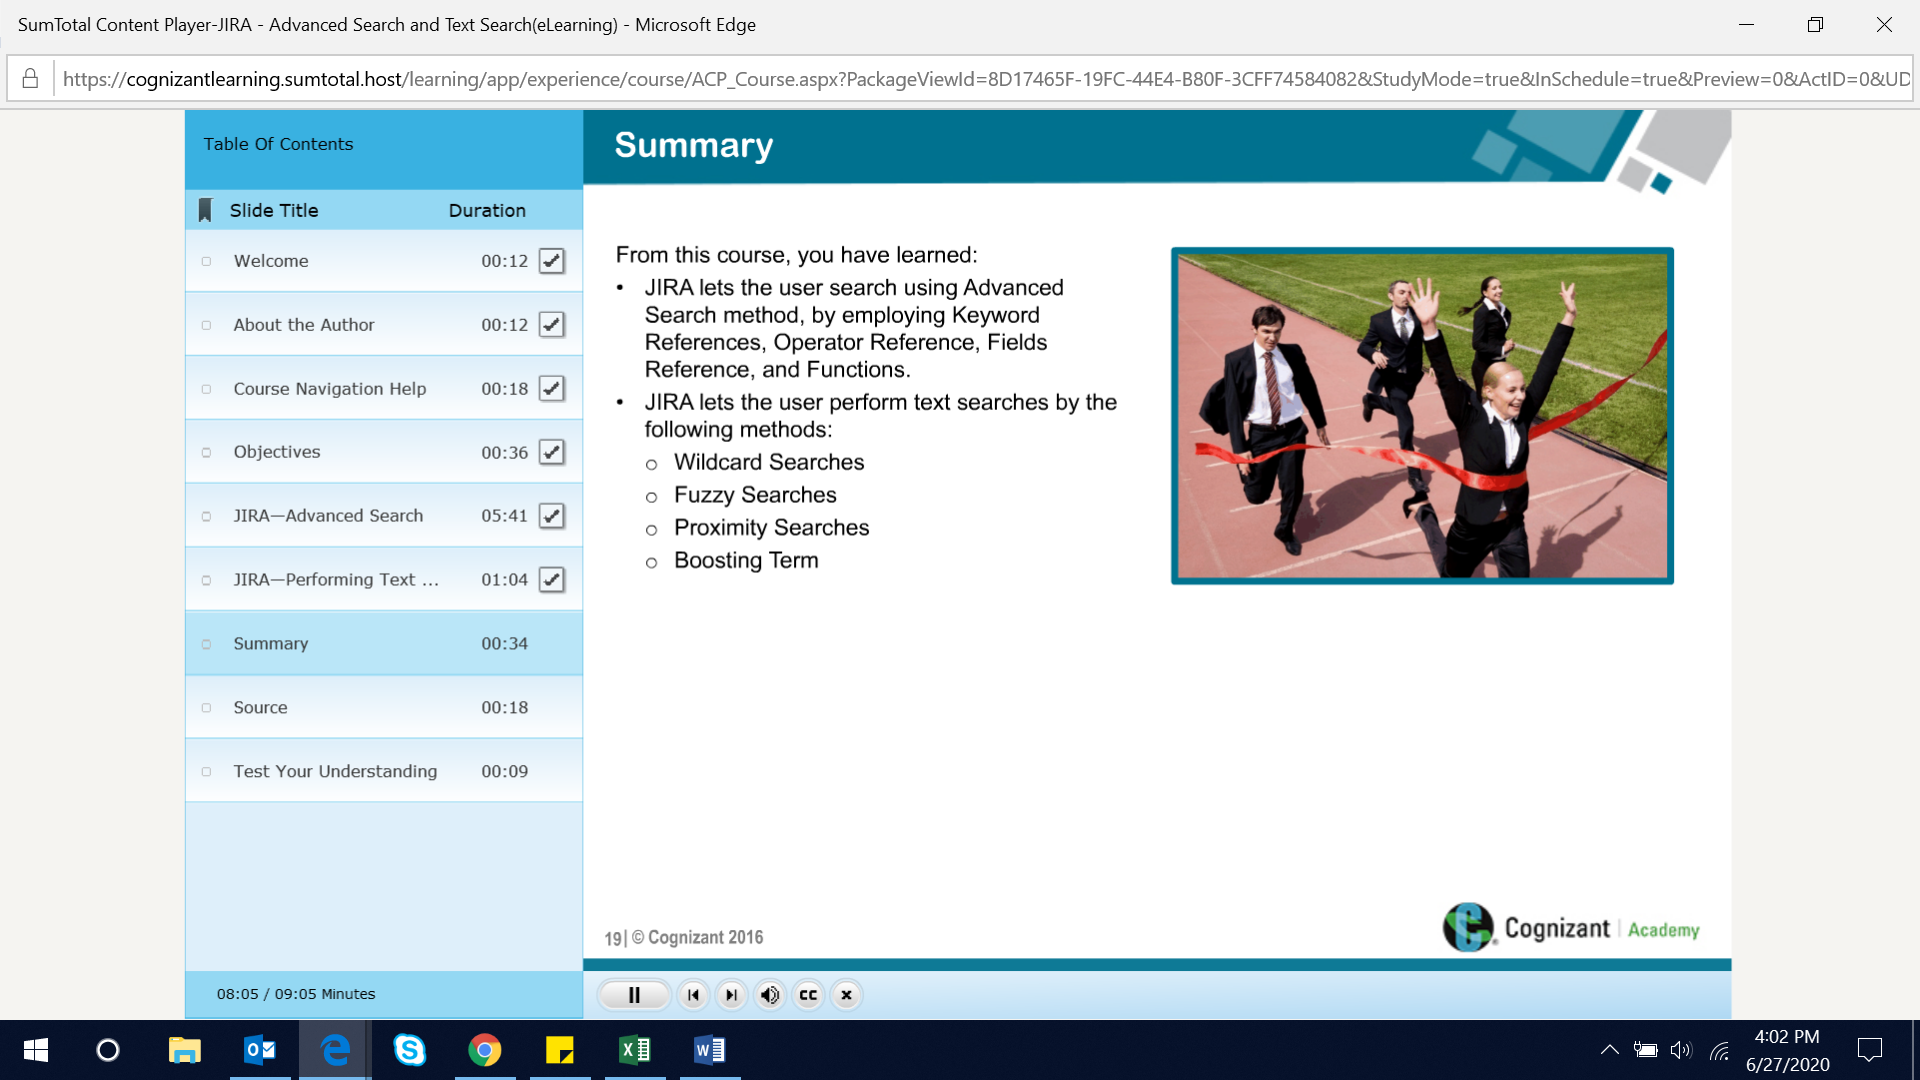 SumTotal Content Player-JIRA - Advanced Search and Text Search(eLearning) - Microsoft Edge
https://cognizantlearning.sumtotal.host/learning/app/experience/course/ACP_Course.aspx?PackageViewId=8D17465F-19FC-44E4-B80F-3CFF74584082&StudyMode=true&InSchedule=true&Preview=0&ActID=0&UD
Table Of Contents
Slide Title Duration
Welcome 00:12
About the Author 00:12
Course Navigation Help 00:18
Objectives 00:36
JIRA—Advanced Search 05:41
JIRA—Performing Text ... 01:04
Summary 00:34
Source 00:18
Test Your Understanding 00:09
08:05 / 09:05 Minutes
Summary
From this course, you have learned:
• JIRA lets the user search using Advanced
Search method, by employing Keyword
References, Operator Reference, Fields
Reference, and Functions.
• JIRA lets the user perform text searches by the
following methods:
o Wildcard Searches
o Fuzzy Searches
o Proximity Searches
o Boosting Term
19| © Cognizant 2016
Cognizant | Academy
CC
4:02 PM
6/27/2020